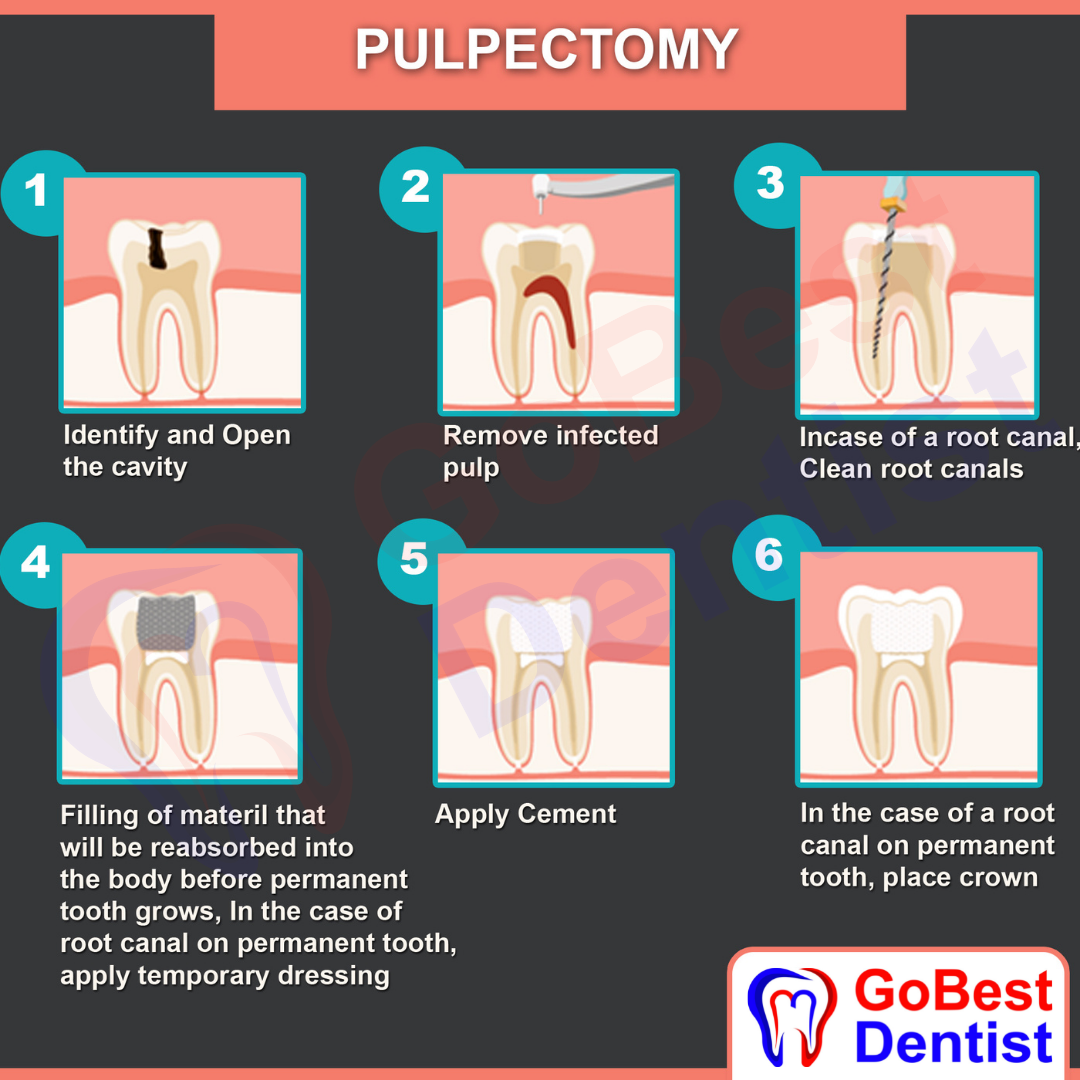 PULPECTOMY
1
Identify and Open
the cavity
2
Remove infected
pulp
3
Incase of a root canal,
Clean root canals
4
Filling of materil that
will be reabsorbed into
the body before permanent
tooth grows, In the case of
root canal on permanent tooth,
apply temporary dressing
5
Apply Cement
6
In the case of a root
canal on permanent
tooth, place crown
GoBest
Dentist
GoBest
Dentist